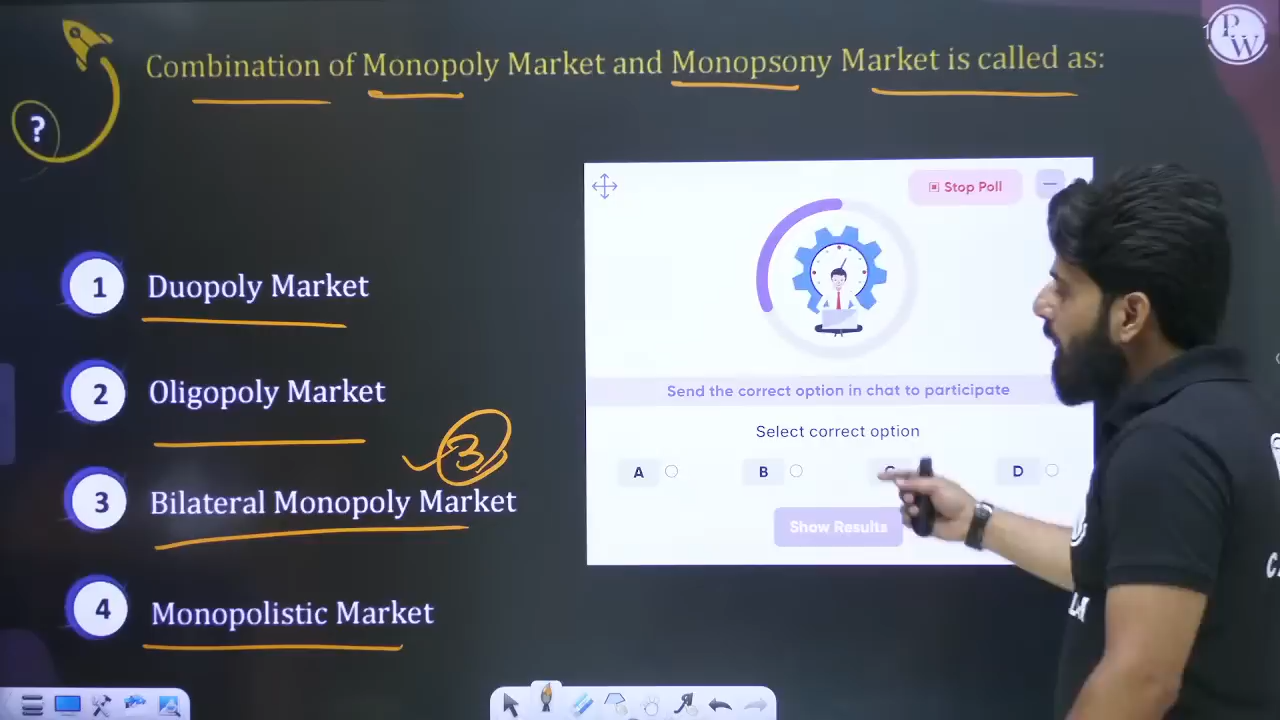 Combination of Monopoly Market and Monopsony Market is called as:
P
W
?
Stop Poll
1 Duopoly Market
Send the correct option in chat to participate
2 Oligopoly Market
Select correct option
3
A B C D
3 Bilateral Monopoly Market
Show Results
4 Monopolistic Market